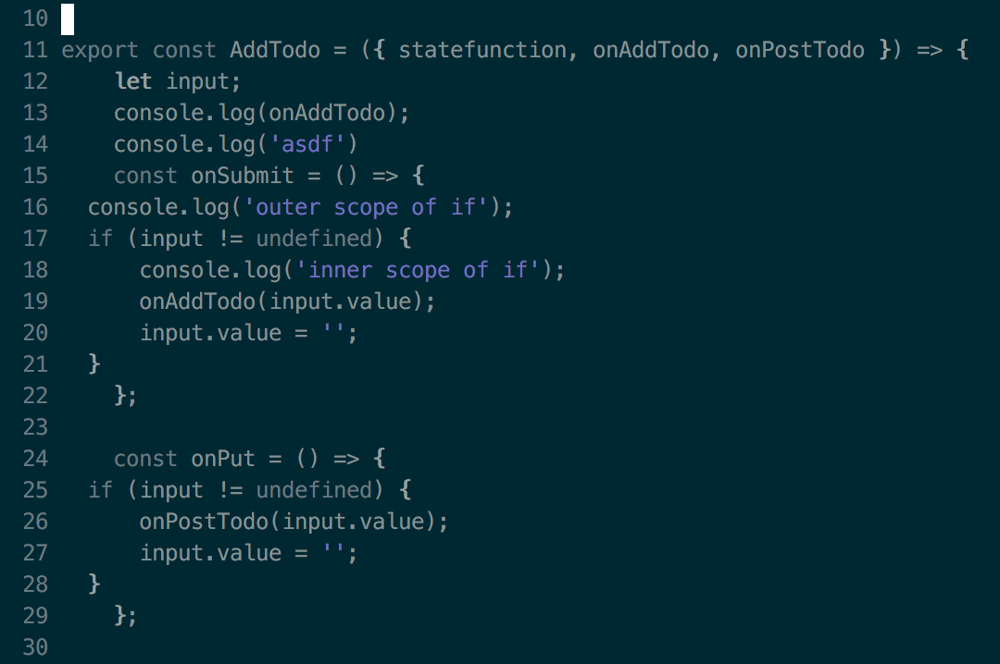 10
11 export const AddTodo = ({ statefunction, onAddTodo, onPostTodo }) => {
12     let input;
13     console.log(onAddTodo);
14     console.log('asdf')
15     const onSubmit = () => {
16   console.log('outer scope of if');
17   if (input != undefined) {
18       console.log('inner scope of if');
19       onAddTodo(input.value);
20       input.value = '';
21   }
22     };
23
24     const onPut = () => {
25   if (input != undefined) {
26       onPostTodo(input.value);
27       input.value = '';
28   }
29     };
30